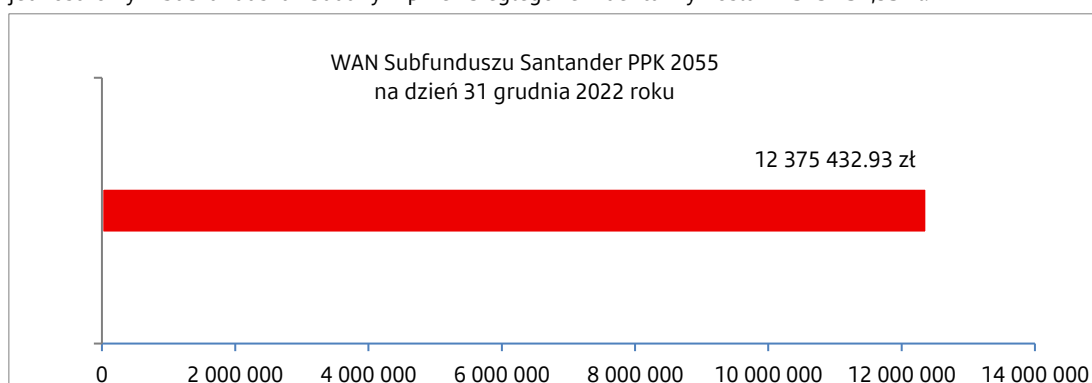 WAN Subfunduszu Santander PPK 2055
na dzień 31 grudnia 2022 roku
12 375 432.93 zł
0 2 000 000 4 000 000 6 000 000 8 000 000 10 000 000 12 000 000 14 000 000